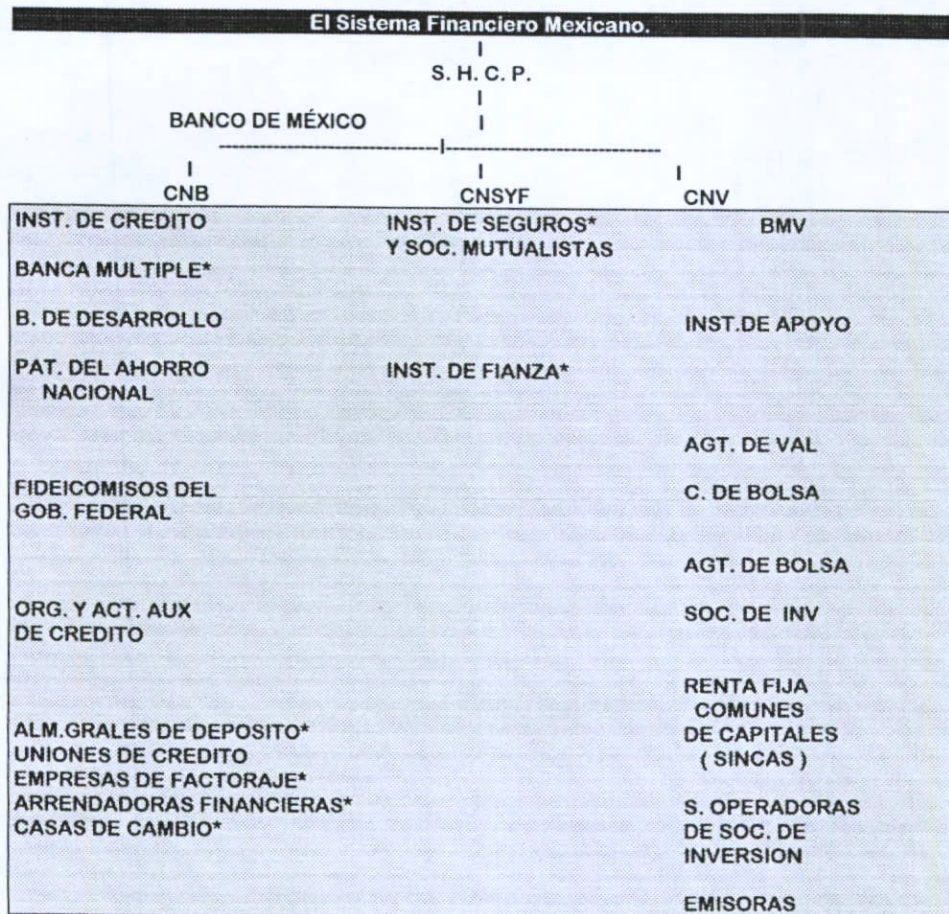 El Sistema Financiero Mexicano.
S. H. C. P.
BANCO DE MÉXICO
CNB
CNSYF
CNV
INST. DE CREDITO
BANCA MULTIPLE*
B. DE DESARROLLO
PAT. DEL AHORRO
NACIONAL
FIDEICOMISOS DEL
GOB. FEDERAL
ORG. Y ACT. AUX
DE CREDITO
ALM.GRALES DE DEPOSITO*
UNIONES DE CREDITO
EMPRESAS DE FACTORAJE*
ARRENDADORAS FINANCIERAS*
CASAS DE CAMBIO*
INST. DE SEGUROS*
Y SOC. MUTUALISTAS
INST. DE FIANZA*
BMV
INST.DE APOYO
AGT. DE VAL
C. DE BOLSA
AGT. DE BOLSA
SOC. DE INV
RENTA FIJA
COMUNES
DE CAPITALES
( SINCAS )
S. OPERADORAS
DE SOC. DE
INVERSION
EMISORAS